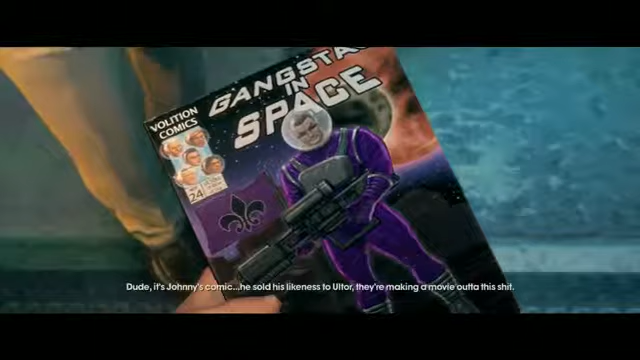 VOLITION
COMICS
GANGSTAS
IN
SPACE
24
Dude, it's Johnny's comic...he sold his likeness to Ultor, they're making a movie outta this shit.